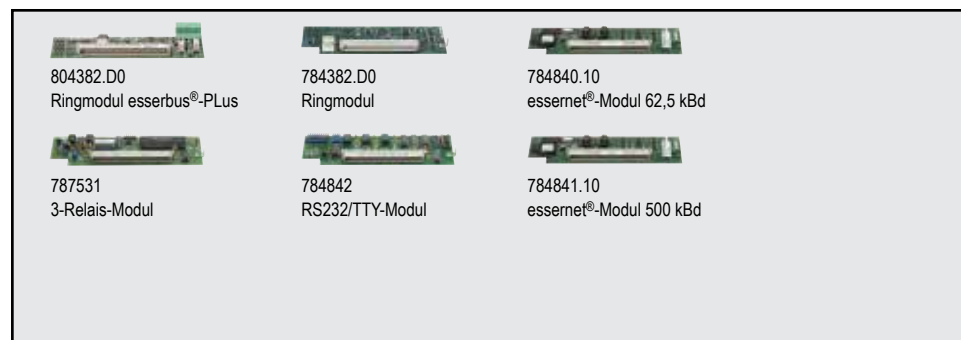 804382.D0
Ringmodul esserbus®-PLus
784382.D0
Ringmodul
784840.10
essernet®-Modul 62,5 kBd
787531
3-Relais-Modul
784842
RS232/TTY-Modul
784841.10
essernet®-Modul 500 kBd